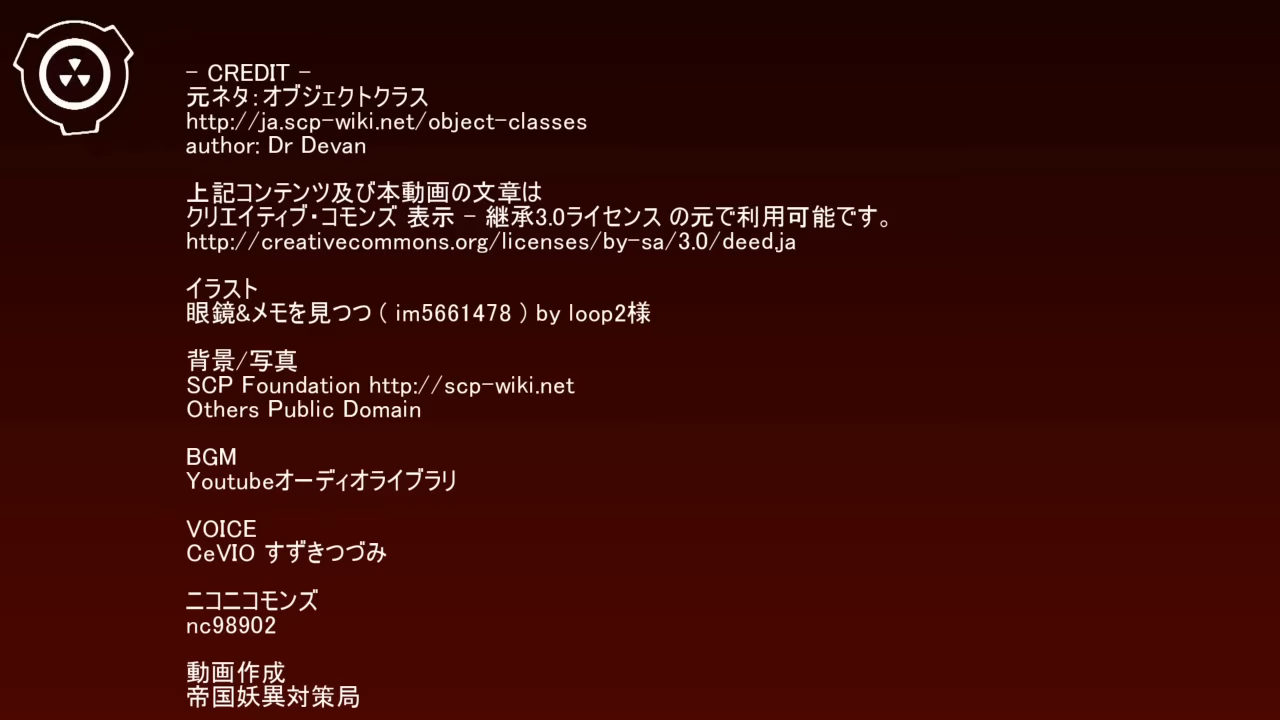 - CREDIT -
元ネタ：オブジェクトクラス
http://ja.scp-wiki.net/object-classes
author: Dr Devan
上記コンテンツ及び本動画の文章は
クリエイティブ・コモンズ 表示 - 継承3.0ライセンス の元で利用可能です。
http://creativecommons.org/licenses/by-sa/3.0/deed.ja
イラスト
眼鏡&メモを見つつ ( im5661478 ) by loop2様
背景/写真
SCP Foundation http://scp-wiki.net
Others Public Domain
BGM
Youtubeオーディオライブラリ
VOICE
CeVIO すずきつづみ
ニコニコモンズ
nc98902
動画作成
帝国妖異対策局